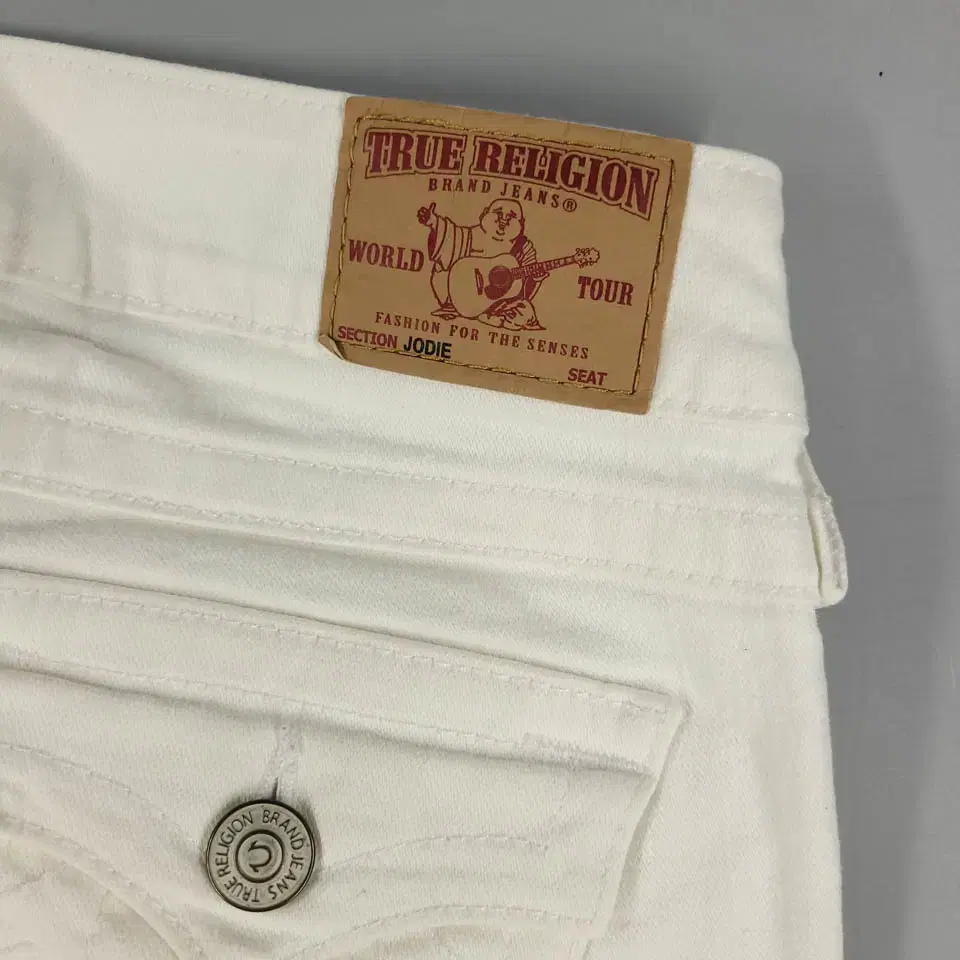 TRUE RELIGION
BRAND JEANS®
WORLD TOUR
FASHION FOR THE SENSES
SECTION JODIE
SEAT
TRUE RELIGION BRAND JEANS